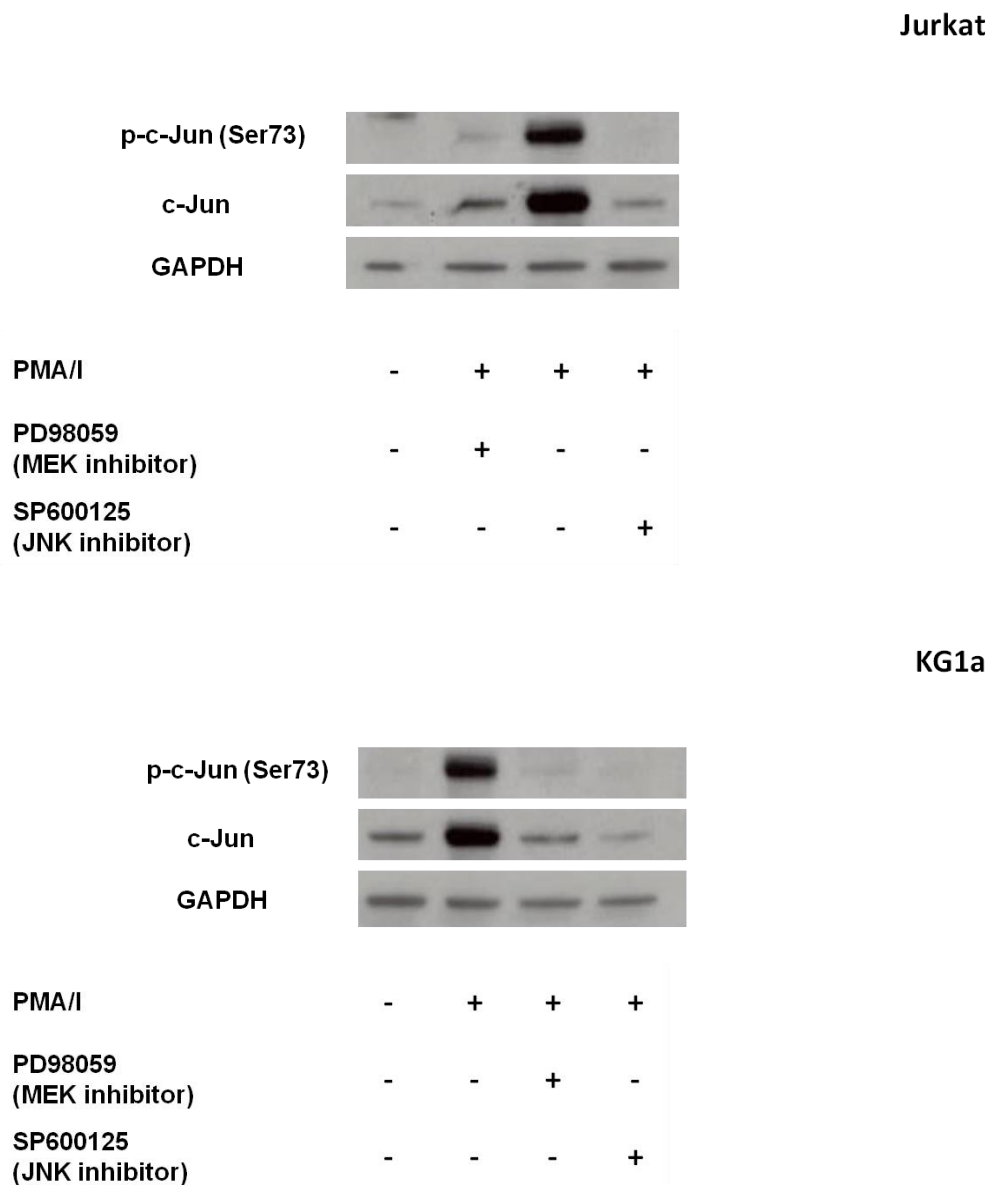 Jurkat
p-c-Jun (Ser73)
c-Jun
GAPDH
PMA/I - + + +
PD98059
(MEK inhibitor) - + - -
SP600125
(JNK inhibitor) - - - +
KG1a
p-c-Jun (Ser73)
c-Jun
GAPDH
PMA/I - + + +
PD98059
(MEK inhibitor) - - + -
SP600125
(JNK inhibitor) - - - +